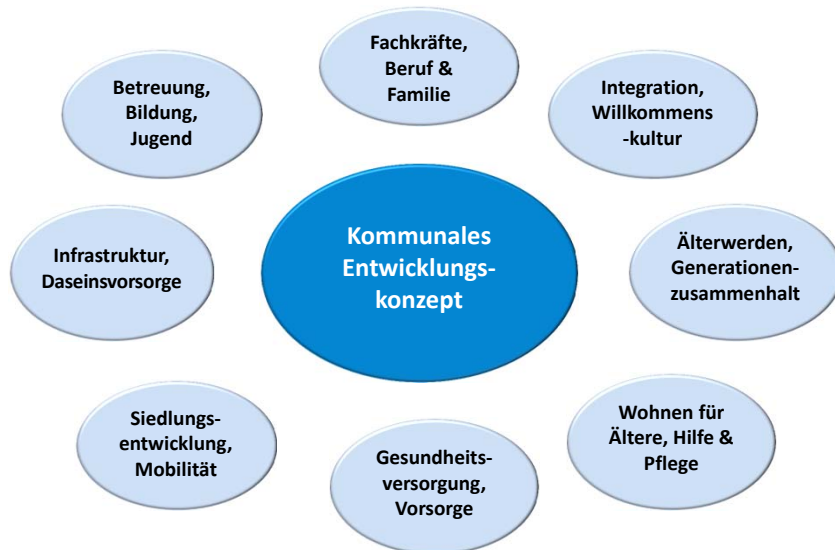 Fachkräfte,
Beruf &
Familie
Betreuung,
Bildung,
Jugend
Integration,
Willkommens
-kultur
Kommunales
Entwicklungs-
konzept
Infrastruktur,
Daseinsvorsorge
Älterwerden,
Generationen-
zusammenhalt
Siedlungs-
entwicklung,
Mobilität
Gesundheits-
versorgung,
Vorsorge
Wohnen für
Ältere, Hilfe &
Pflege